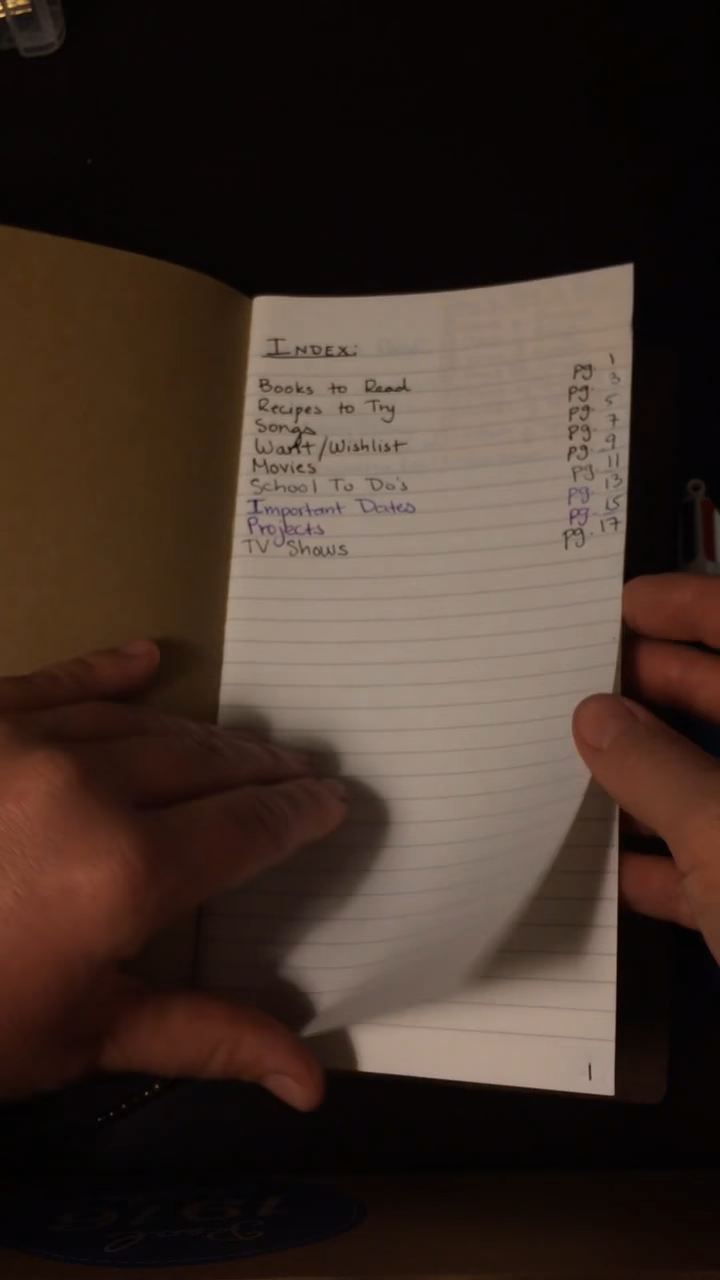 INDEX:
Books to Read pg. 1
Recipes to Try pg. 3
Songs pg. 5
Want/Wishlist pg. 7
Movies pg. 9
School To Do's pg. 11
Important Dates pg. 13
Projects pg. 15
TV Shows pg. 17
1